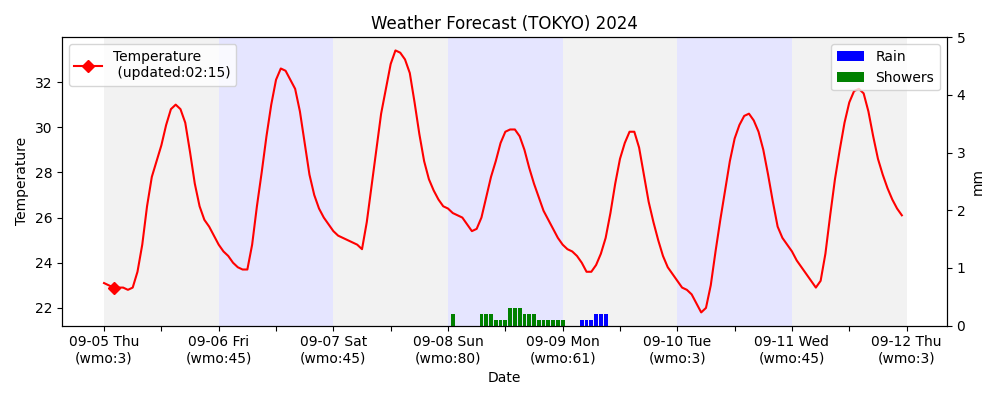 Weather Forecast (TOKYO) 2024
Temperature
(updated:02:15)
Rain
Showers
Temperature
32
30
28
26
24
22
5
4
3
2
1
0
mm
09-05 Thu
(wmo:3)
09-06 Fri
(wmo:45)
09-07 Sat
(wmo:45)
09-08 Sun
(wmo:80)
09-09 Mon
(wmo:61)
09-10 Tue
(wmo:3)
09-11 Wed
(wmo:45)
09-12 Thu
(wmo:3)
Date